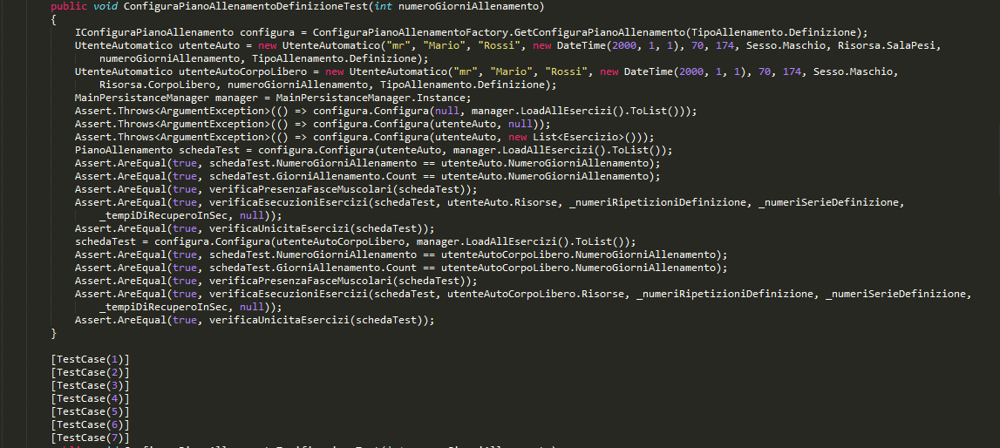 public void ConfiguraPianoAllenamentoDefinizioneTest(int numeroGiorniAllenamento)
{
IConfiguraPianoAllenamento configura = ConfiguraPianoAllenamentoFactory.GetConfiguraPianoAllenamento(TipoAllenamento.Definizione);
UtenteAutomatico utenteAuto = new UtenteAutomatico("mr", "Mario", "Rossi", new DateTime(2000, 1, 1), 70, 174, Sesso.Maschio, Risorsa.SalaPesi,
numeroGiorniAllenamento, TipoAllenamento.Definizione);
UtenteAutomatico utenteAutoCorpoLibero = new UtenteAutomatico("mr", "Mario", "Rossi", new DateTime(2000, 1, 1), 70, 174, Sesso.Maschio,
Risorsa.CorpoLibero, numeroGiorniAllenamento, TipoAllenamento.Definizione);
MainPersistanceManager manager = MainPersistanceManager.Instance;
Assert.Throws<ArgumentException>(() => configura.Configura(null, manager.LoadAllEsercizi().ToList()));
Assert.Throws<ArgumentException>(() => configura.Configura(utenteAuto, null));
Assert.Throws<ArgumentException>(() => configura.Configura(utenteAuto, new List<Esercizio>()));
PianoAllenamento schedaTest = configura.Configura(utenteAuto, manager.LoadAllEsercizi().ToList());
Assert.AreEqual(true, schedaTest.NumeroGiorniAllenamento == utenteAuto.NumeroGiorniAllenamento);
Assert.AreEqual(true, schedaTest.GiorniAllenamento.Count == utenteAuto.NumeroGiorniAllenamento);
Assert.AreEqual(true, verificaPresenzaFasceMuscolari(schedaTest));
Assert.AreEqual(true, verificaEsecuzioniEsercizi(schedaTest, utenteAuto.Risorse, _numeriRipetizioniDefinizione, _numeriSerieDefinizione,
_tempiDiRecuperoInSec, null));
Assert.AreEqual(true, verificaUnicitaEsercizi(schedaTest));
schedaTest = configura.Configura(utenteAutoCorpoLibero, manager.LoadAllEsercizi().ToList());
Assert.AreEqual(true, schedaTest.NumeroGiorniAllenamento == utenteAutoCorpoLibero.NumeroGiorniAllenamento);
Assert.AreEqual(true, schedaTest.GiorniAllenamento.Count == utenteAutoCorpoLibero.NumeroGiorniAllenamento);
Assert.AreEqual(true, verificaPresenzaFasceMuscolari(schedaTest));
Assert.AreEqual(true, verificaEsecuzioniEsercizi(schedaTest, utenteAutoCorpoLibero.Risorse, _numeriRipetizioniDefinizione, _numeriSerieDefinizione,
_tempiDiRecuperoInSec, null));
Assert.AreEqual(true, verificaUnicitaEsercizi(schedaTest));
}
[TestCase(1)]
[TestCase(2)]
[TestCase(3)]
[TestCase(4)]
[TestCase(5)]
[TestCase(6)]
[TestCase(7)]